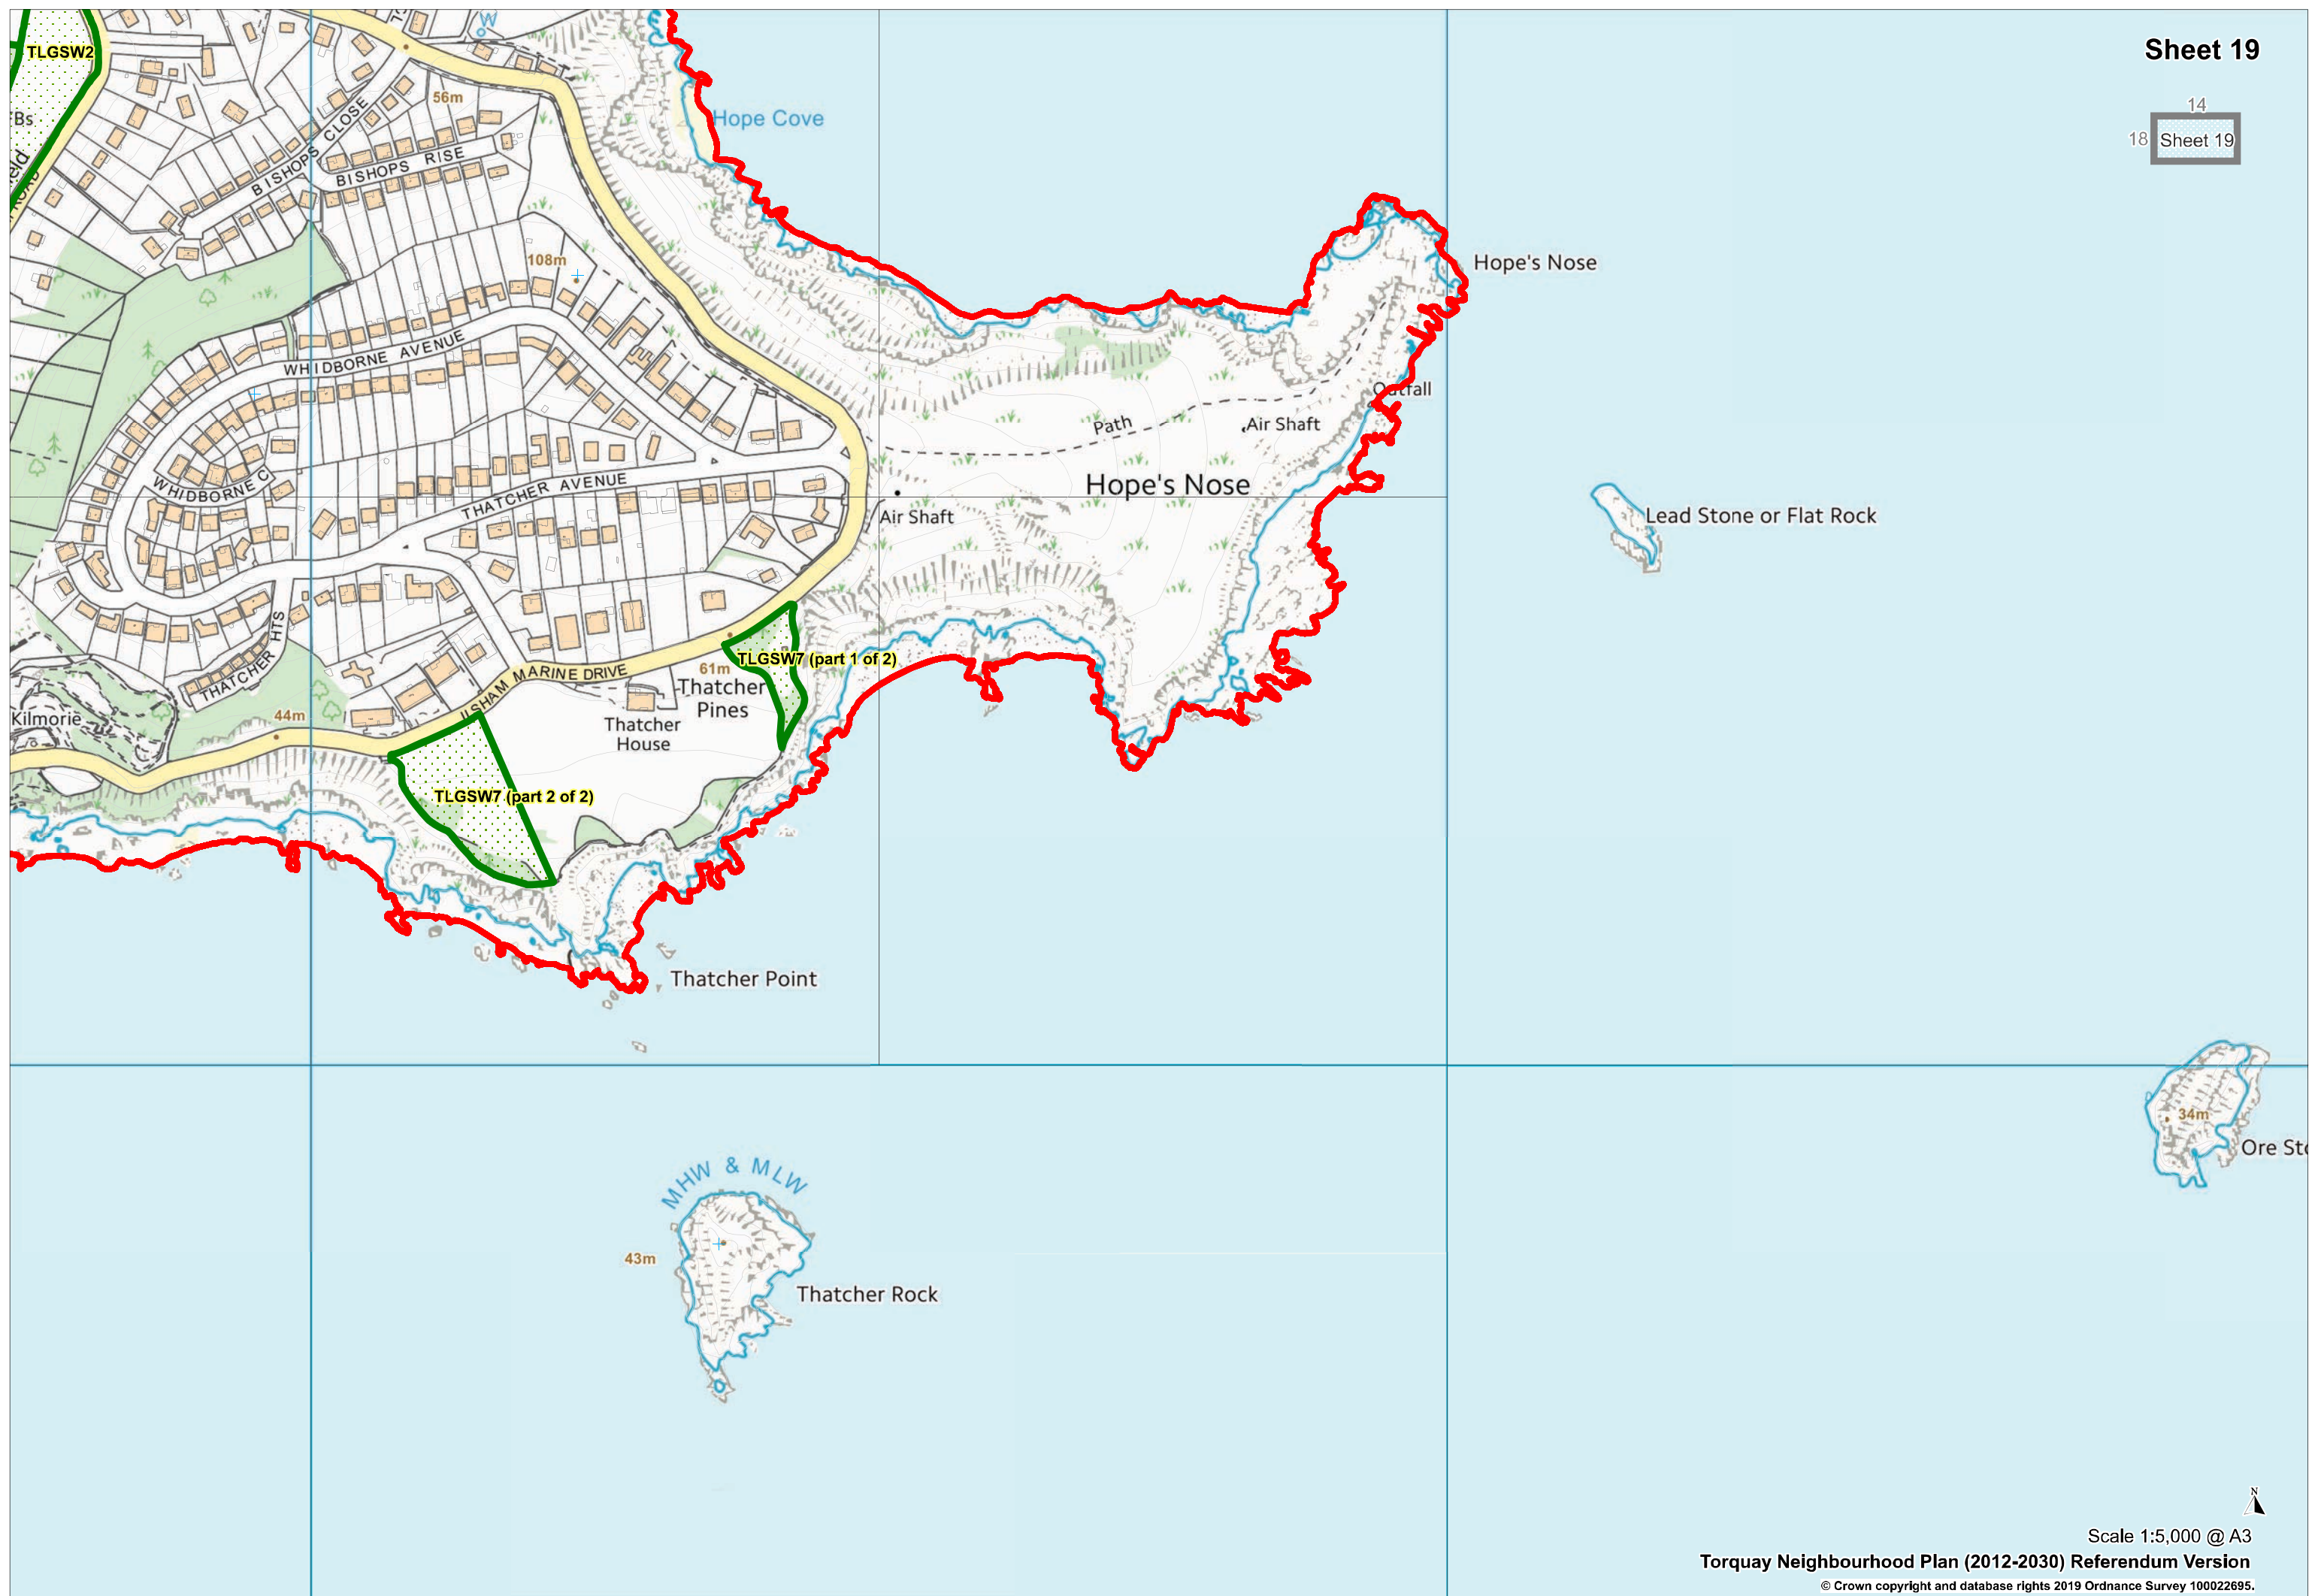 Sheet 19
14
18
Sheet 19
W
TLGSW2
56m
Hope Cove
BISHOPS CLOSE
BISHOPS RISE
108m
Hope's Nose
WHIDBORNE AVENUE
Outfall
Path
Air Shaft
WHIDBORNE C
THATCHER AVENUE
Hope's Nose
Air Shaft
Lead Stone or Flat Rock
THATCHER HTS
TLGSW7 (part 1 of 2)
61m
ILSHAM MARINE DRIVE
Thatcher
Pines
Kilmorie
44m
Thatcher
House
TLGSW7 (part 2 of 2)
Thatcher Point
34m
Ore Sto
MHW & MLW
43m
Thatcher Rock
N
Scale 1:5,000 @ A3
Torquay Neighbourhood Plan (2012-2030) Referendum Version
© Crown copyright and database rights 2019 Ordnance Survey 100022695.